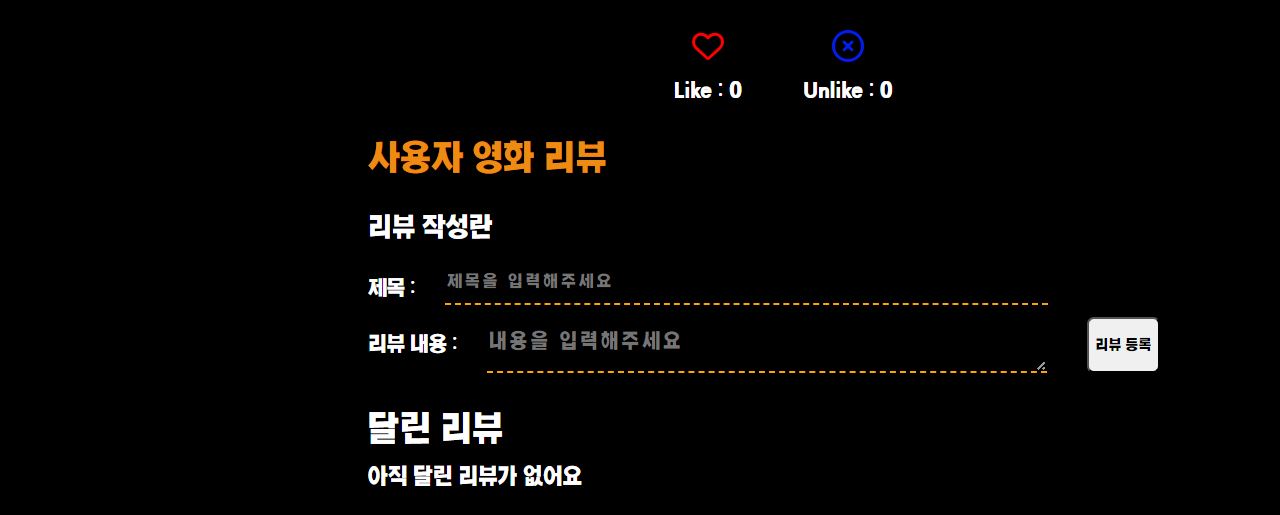 Like : 0 Unlike : 0
사용자 영화 리뷰
리뷰 작성란
제목 : 제목을 입력해주세요
리뷰 내용 : 내용을 입력해주세요 리뷰 등록
달린 리뷰
아직 달린 리뷰가 없어요